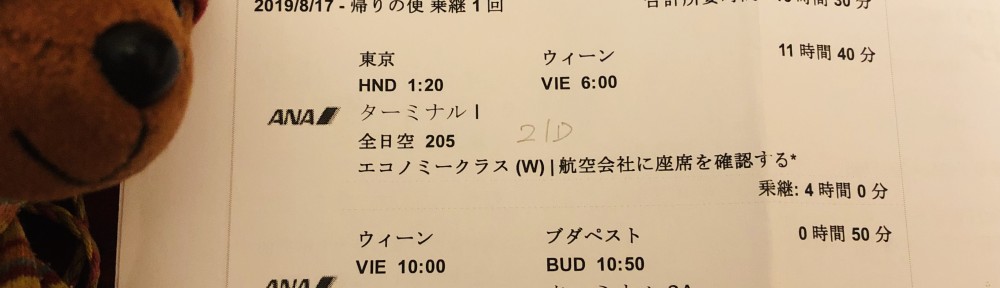 2019/8/17 - 帰りの便 乗継 1 回
30 分
東京 ウィーン 11 時間 40 分
HND 1:20 VIE 6:00
ANA ターミナル I
全日空 205 21D
エコノミークラス (W) | 航空会社に座席を確認する*
乗継: 4 時間 0 分
ウィーン ブダペスト 0 時間 50 分
VIE 10:00 BUD 10:50
ANA